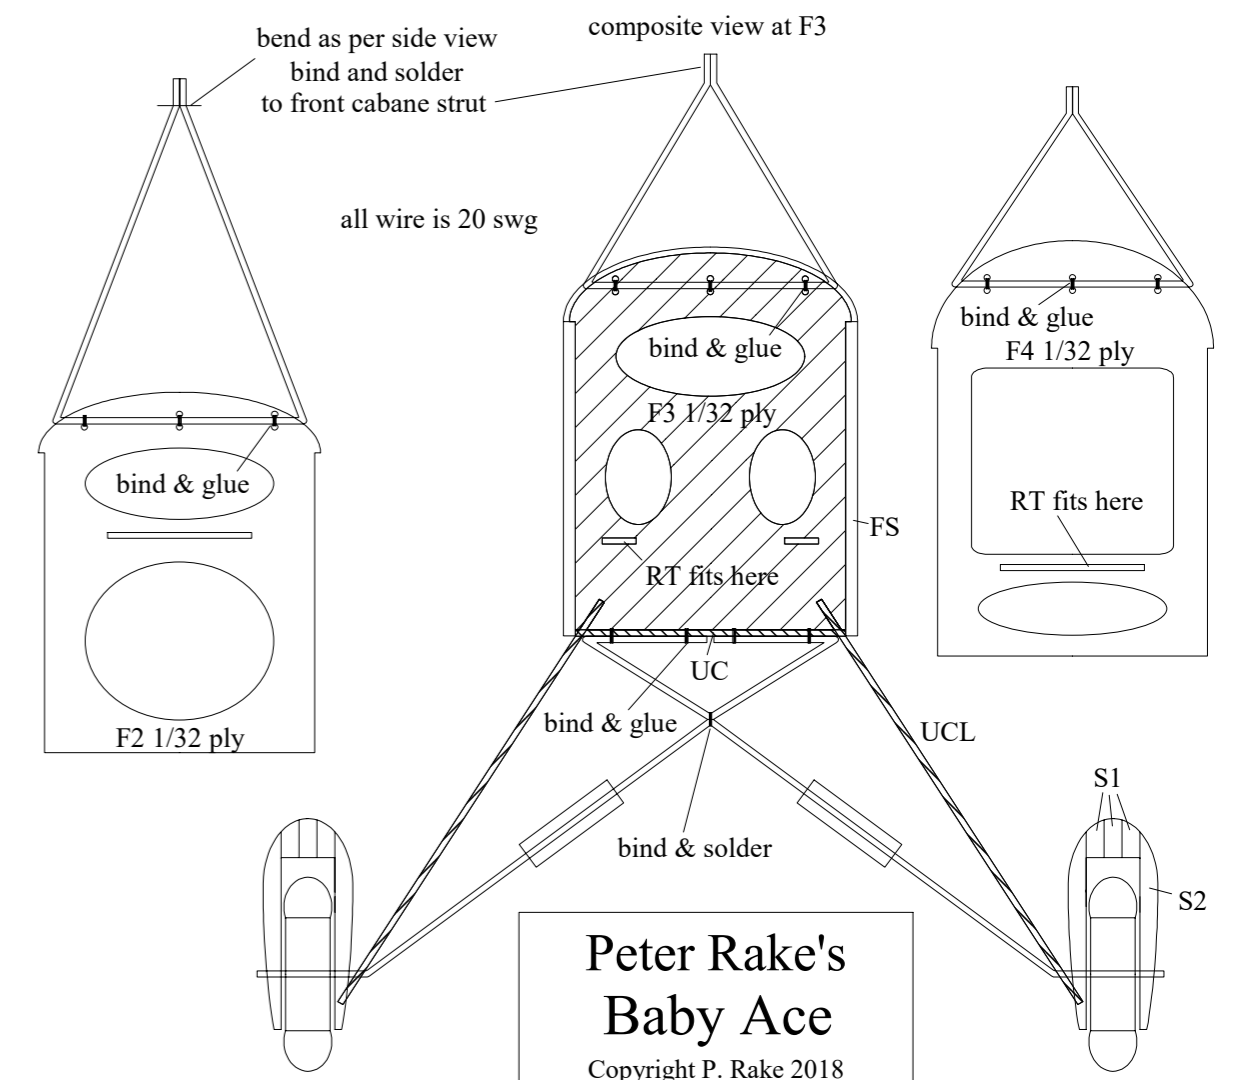 bend as per side view
bind and solder
to front cabane strut
composite view at F3
all wire is 20 swg
bind & glue
F2 1/32 ply
bind & glue
F3 1/32 ply
RT fits here
FS
UC
bind & glue
bind & solder
UCL
bind & glue
F4 1/32 ply
RT fits here
S1
S2
Peter Rake's
Baby Ace
Copyright P. Rake 2018